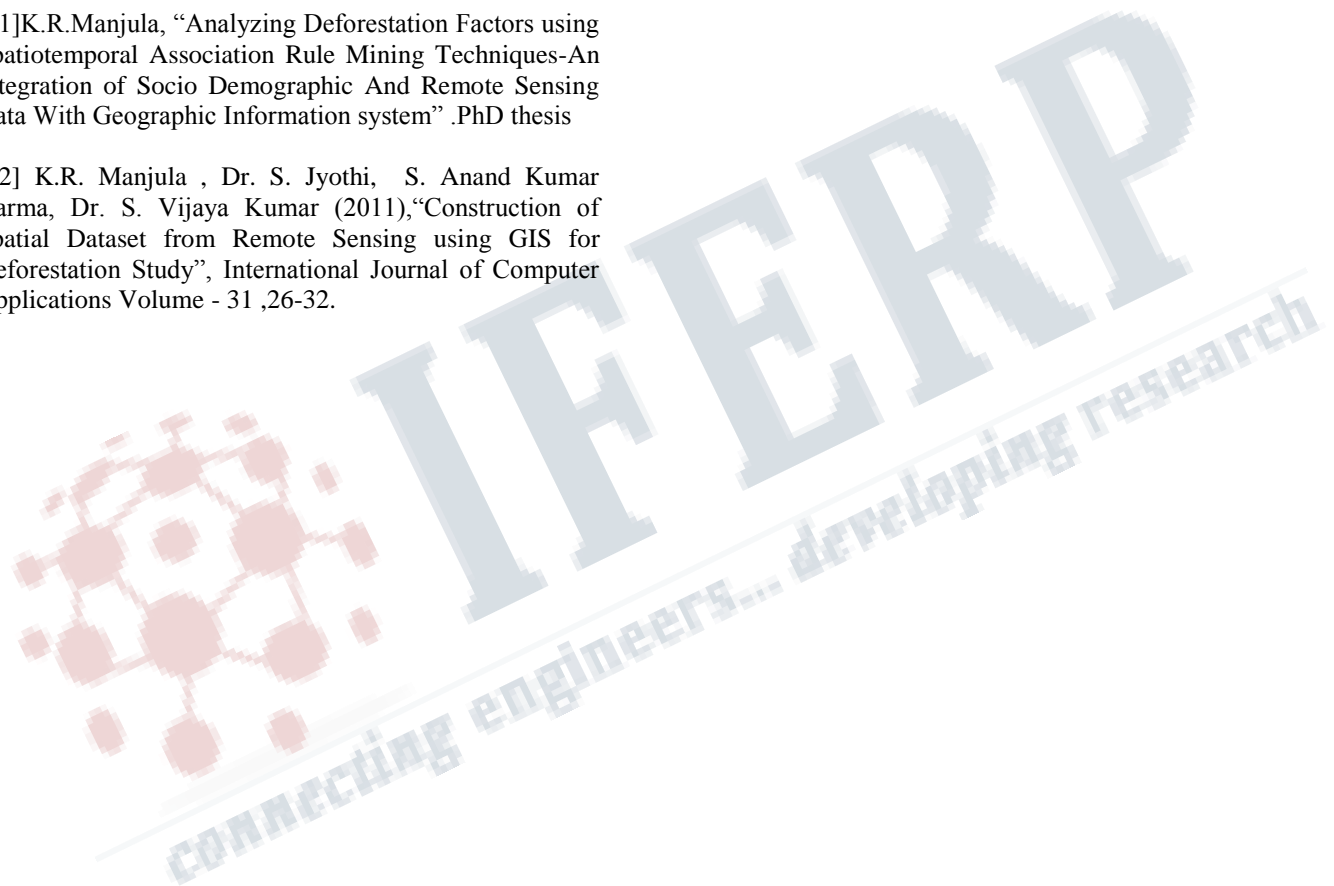 1]K.R.Manjula, “Analyzing Deforestation Factors using
patiotemporal Association Rule Mining Techniques-An
tegration of Socio Demographic And Remote Sensing
ata With Geographic Information system” .PhD thesis
2] K.R. Manjula , Dr. S. Jyothi, S. Anand Kumar
arma, Dr. S. Vijaya Kumar (2011),“Construction of
patial Dataset from Remote Sensing using GIS for
eforestation Study”, International Journal of Computer
pplications Volume - 31 ,26-32.
IFERP
connecting engineers... developing research